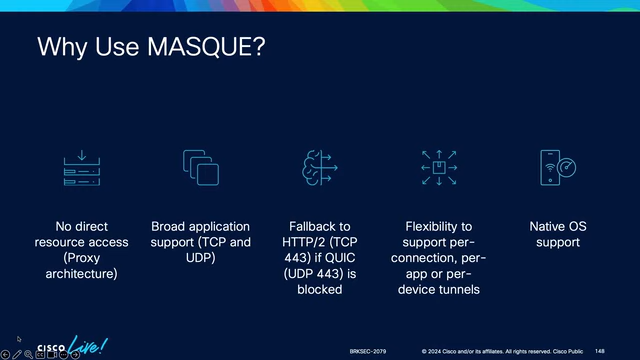 Why Use MASQUE?
No direct
resource access
(Proxy
architecture)
Broad application
support (TCP and
UDP)
Fallback to
HTTP/2 (TCP
443) if QUIC
(UDP 443) is
blocked
Flexibility to
support per-
connection, per-
app or per-
device tunnels
Native OS
support
CISCO Live!
BRKSEC-2079
© 2024 Cisco and/or its affiliates. All rights reserved. Cisco Public
148